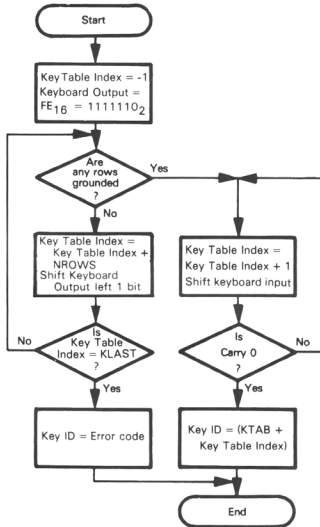 Start
Key Table Index = -1
Keyboard Output =
FE16 = 11111102
Are
any rows
grounded
?
Yes
No
Key Table Index =
Key Table Index +
NROWS
Shift Keyboard
Output left 1 bit
Key Table Index =
Key Table Index + 1
Shift keyboard input
Is
Key Table
Index = KLAST
?
No
Yes
Is
Carry 0
?
No
Yes
Key ID = Error code
Key ID = (KTAB +
Key Table Index)
End